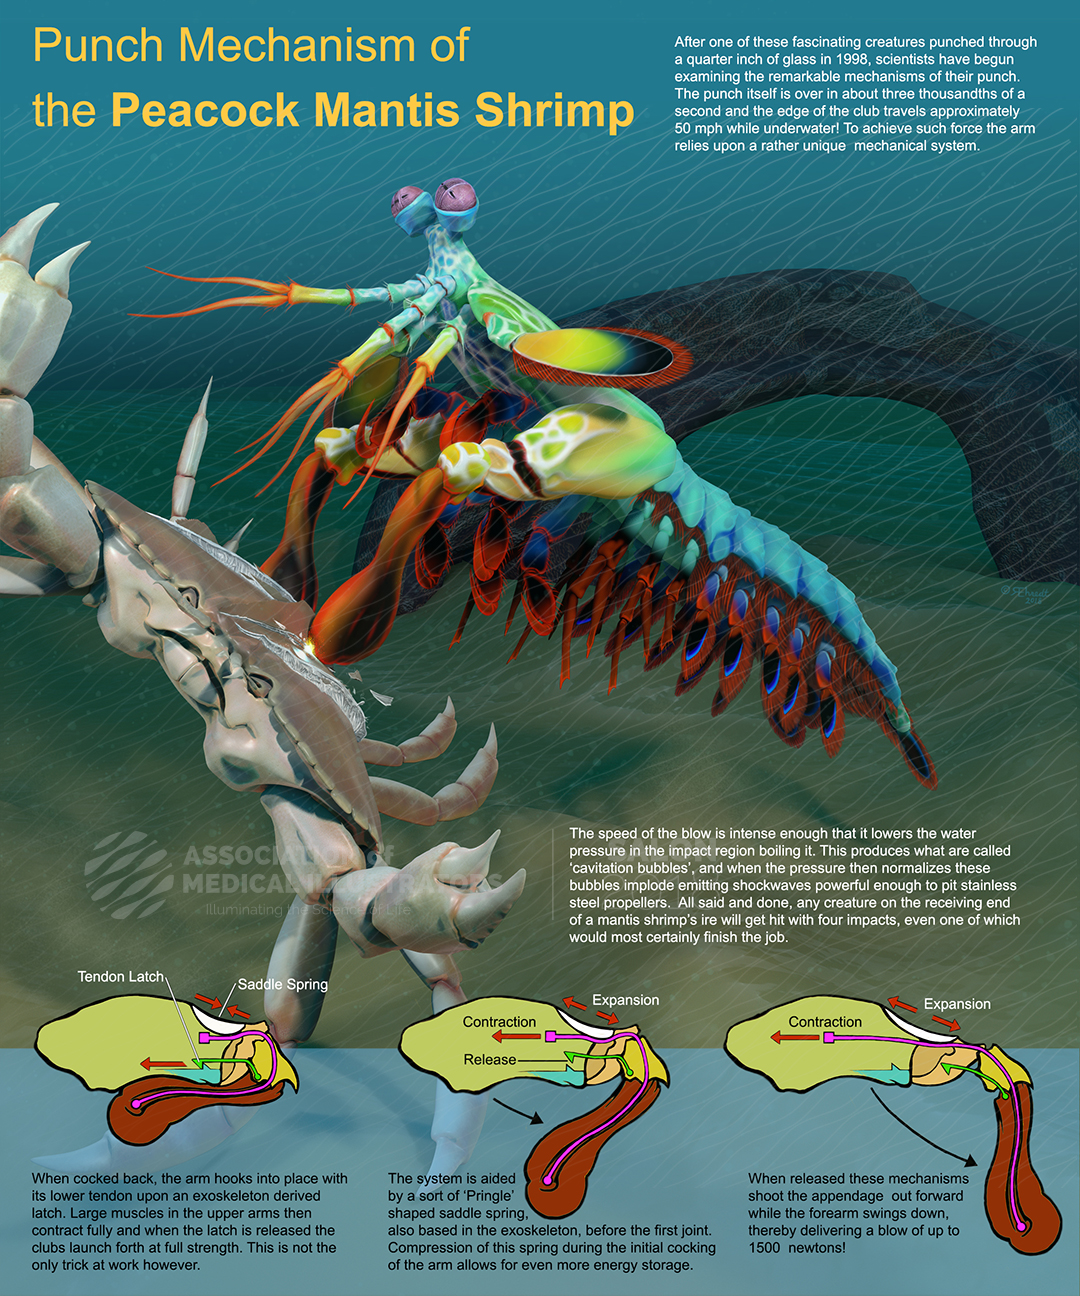 Punch Mechanism of
the Peacock Mantis Shrimp
After one of these fascinating creatures punched through
a quarter inch of glass in 1998, scientists have begun
examining the remarkable mechanisms of their punch.
The punch itself is over in about three thousandths of a
second and the edge of the club travels approximately
50 mph while underwater! To achieve such force the arm
relies upon a rather unique mechanical system.
The speed of the blow is intense enough that it lowers the water
pressure in the impact region boiling it. This produces what are called
'cavitation bubbles', and when the pressure then normalizes these
bubbles implode emitting shockwaves powerful enough to pit stainless
steel propellers. All said and done, any creature on the receiving end
of a mantis shrimp's ire will get hit with four impacts, even one of which
would most certainly finish the job.
ASSOCIATION of
MEDICAL ILLUSTRATORS
Illuminating the Science of Life
Tendon Latch
Saddle Spring
Expansion
Contraction
Release
Expansion
Contraction
When cocked back, the arm hooks into place with
its lower tendon upon an exoskeleton derived
latch. Large muscles in the upper arms then
contract fully and when the latch is released the
clubs launch forth at full strength. This is not the
only trick at work however.
The system is aided
by a sort of 'Pringle'
shaped saddle spring,
also based in the exoskeleton, before the first joint.
Compression of this spring during the initial cocking
of the arm allows for even more energy storage.
When released these mechanisms
shoot the appendage out forward
while the forearm swings down,
thereby delivering a blow of up to
1500 newtons!